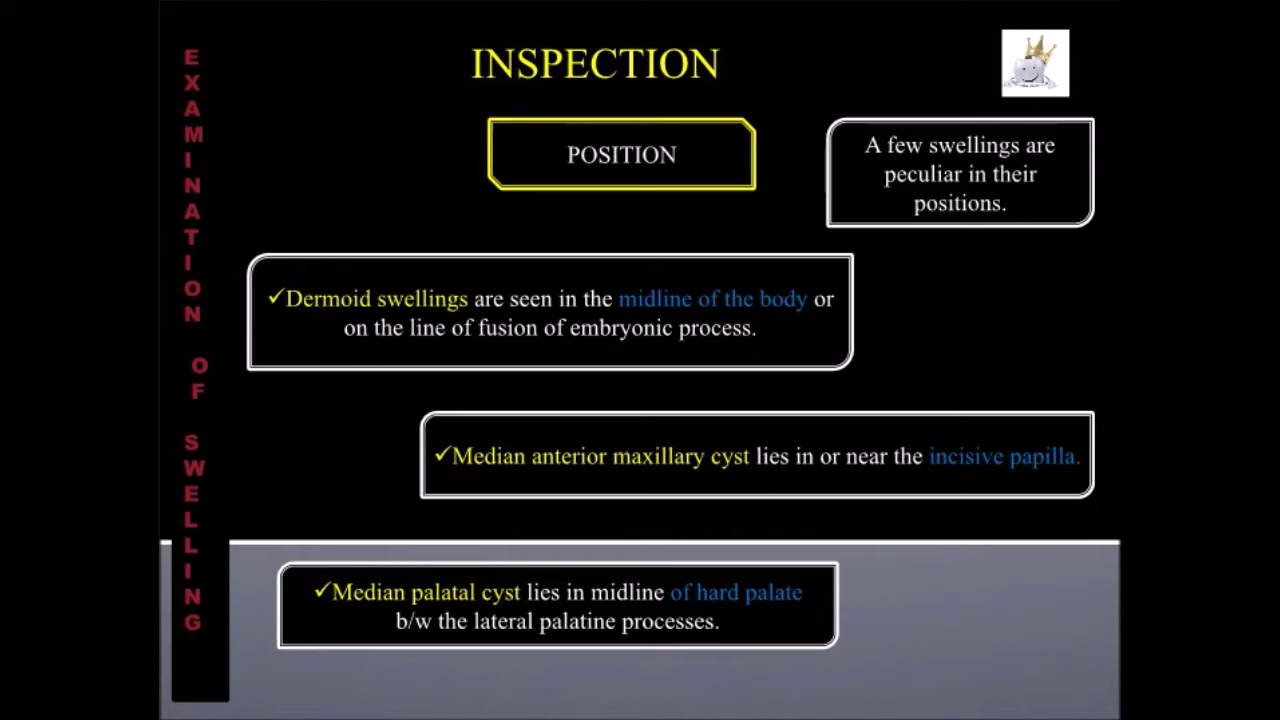 EXAMINATION OF SWELLING
INSPECTION
POSITION
A few swellings are
peculiar in their
positions.
✓Dermoid swellings are seen in the midline of the body or
on the line of fusion of embryonic process.
✓Median anterior maxillary cyst lies in or near the incisive papilla.
✓Median palatal cyst lies in midline of hard palate
b/w the lateral palatine processes.